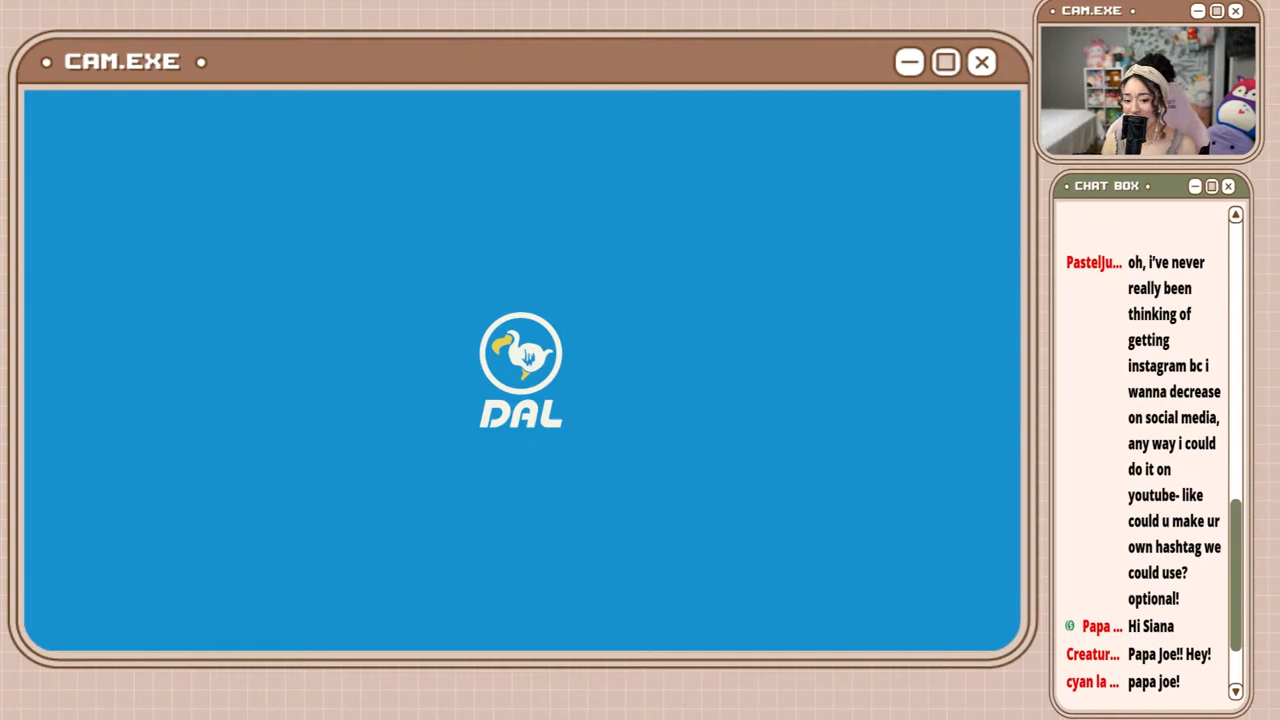 CAM.EXE
DAL
CAM.EXE
CHAT BOX
PastelJu... oh, i've never
really been
thinking of
getting
instagram bc i
wanna decrease
on social media,
any way i could
do it on
youtube- like
could u make ur
own hashtag we
could use?
optional!
Papa ... Hi Siana
Creatur... Papa Joe!! Hey!
cyan la ... papa joe!